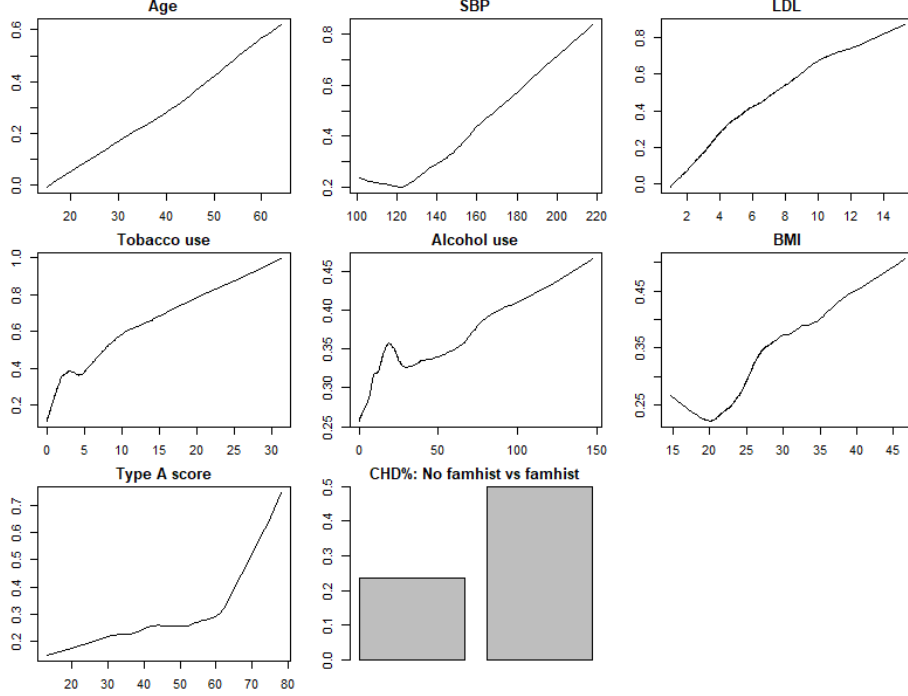 Age
0.0 0.2 0.4 0.6
20 30 40 50 60
SBP
0.2 0.4 0.6 0.8
100 120 140 160 180 200 220
LDL
0.0 0.2 0.4 0.6 0.8
2 4 6 8 10 14
Tobacco use
0.2 0.4 0.6 0.8 1.0
0 5 10 15 20 25 30
Alcohol use
0.25 0.30 0.35 0.40 0.45
0 50 100 150
BMI
0.25 0.35 0.45
15 20 25 30 35 40 45
Type A score
0.2 0.3 0.4 0.5 0.6 0.7
20 30 40 50 60 70 80
CHD%: No famhist vs famhist
0.0 0.1 0.2 0.3 0.4 0.5